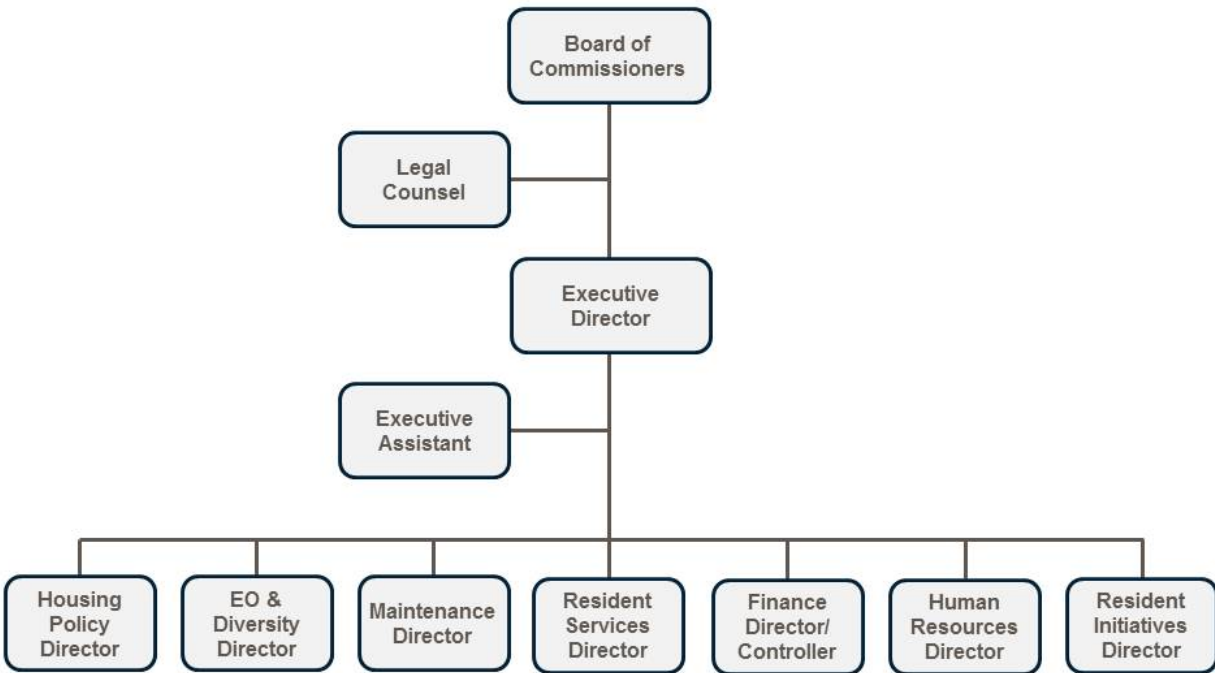 Board of
Commissioners
Legal
Counsel
Executive
Director
Executive
Assistant
Housing
Policy
Director
EO &
Diversity
Director
Maintenance
Director
Resident
Services
Director
Finance
Director/
Controller
Human
Resources
Director
Resident
Initiatives
Director